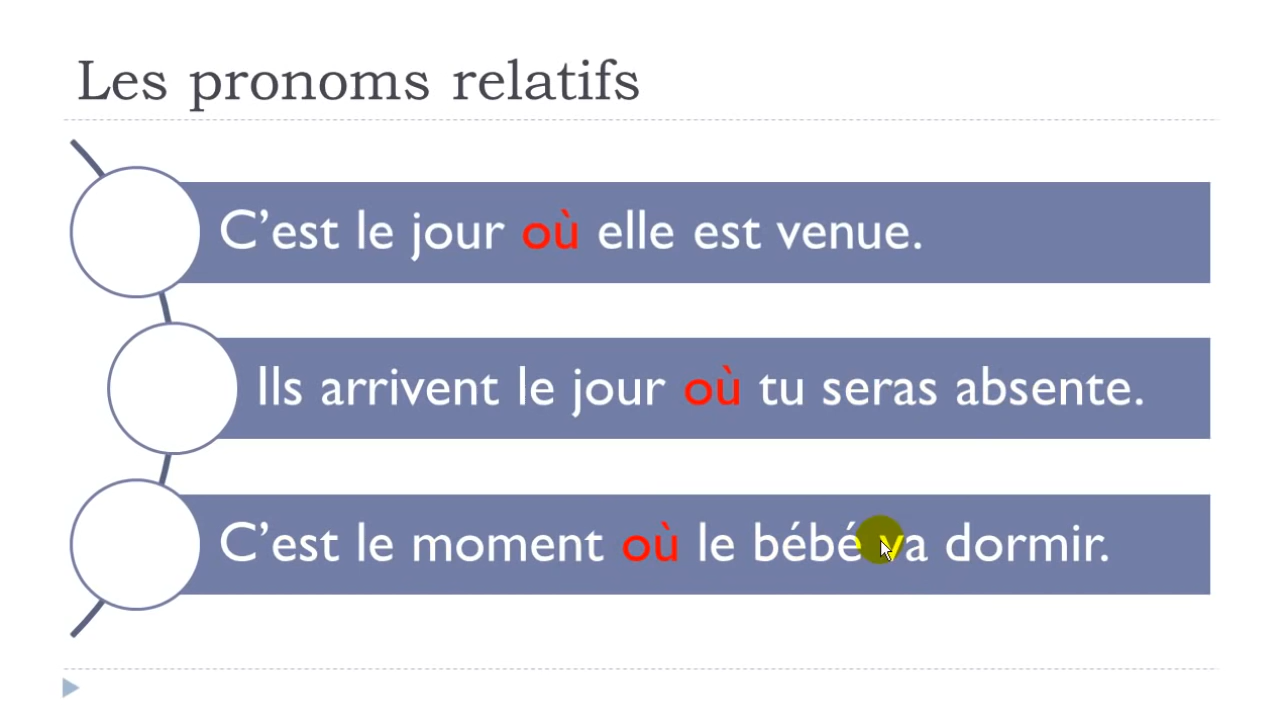 Les pronoms relatifs
C’est le jour où elle est venue.
Ils arrivent le jour où tu seras absente.
C’est le moment où le bébé va dormir.